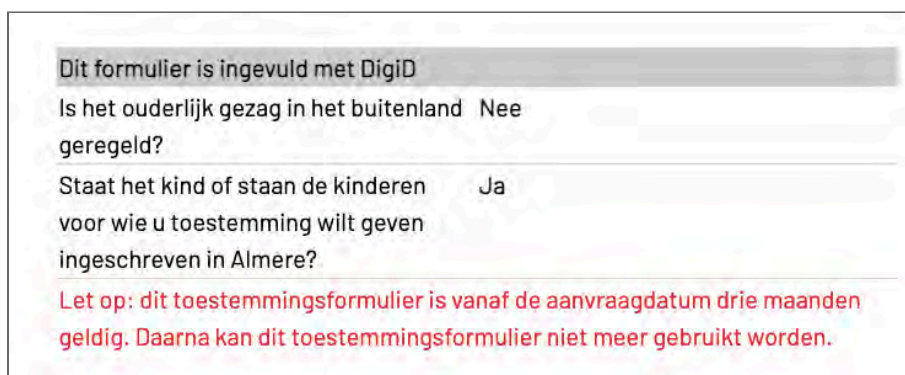 Dit formulier is ingevuld met DigiD
Is het ouderlijk gezag in het buitenland Nee
geregeld?
Staat het kind of staan de kinderen Ja
voor wie u toestemming wilt geven
ingeschreven in Almere?
Let op: dit toestemmingsformulier is vanaf de aanvraagdatum drie maanden
geldig. Daarna kan dit toestemmingsformulier niet meer gebruikt worden.